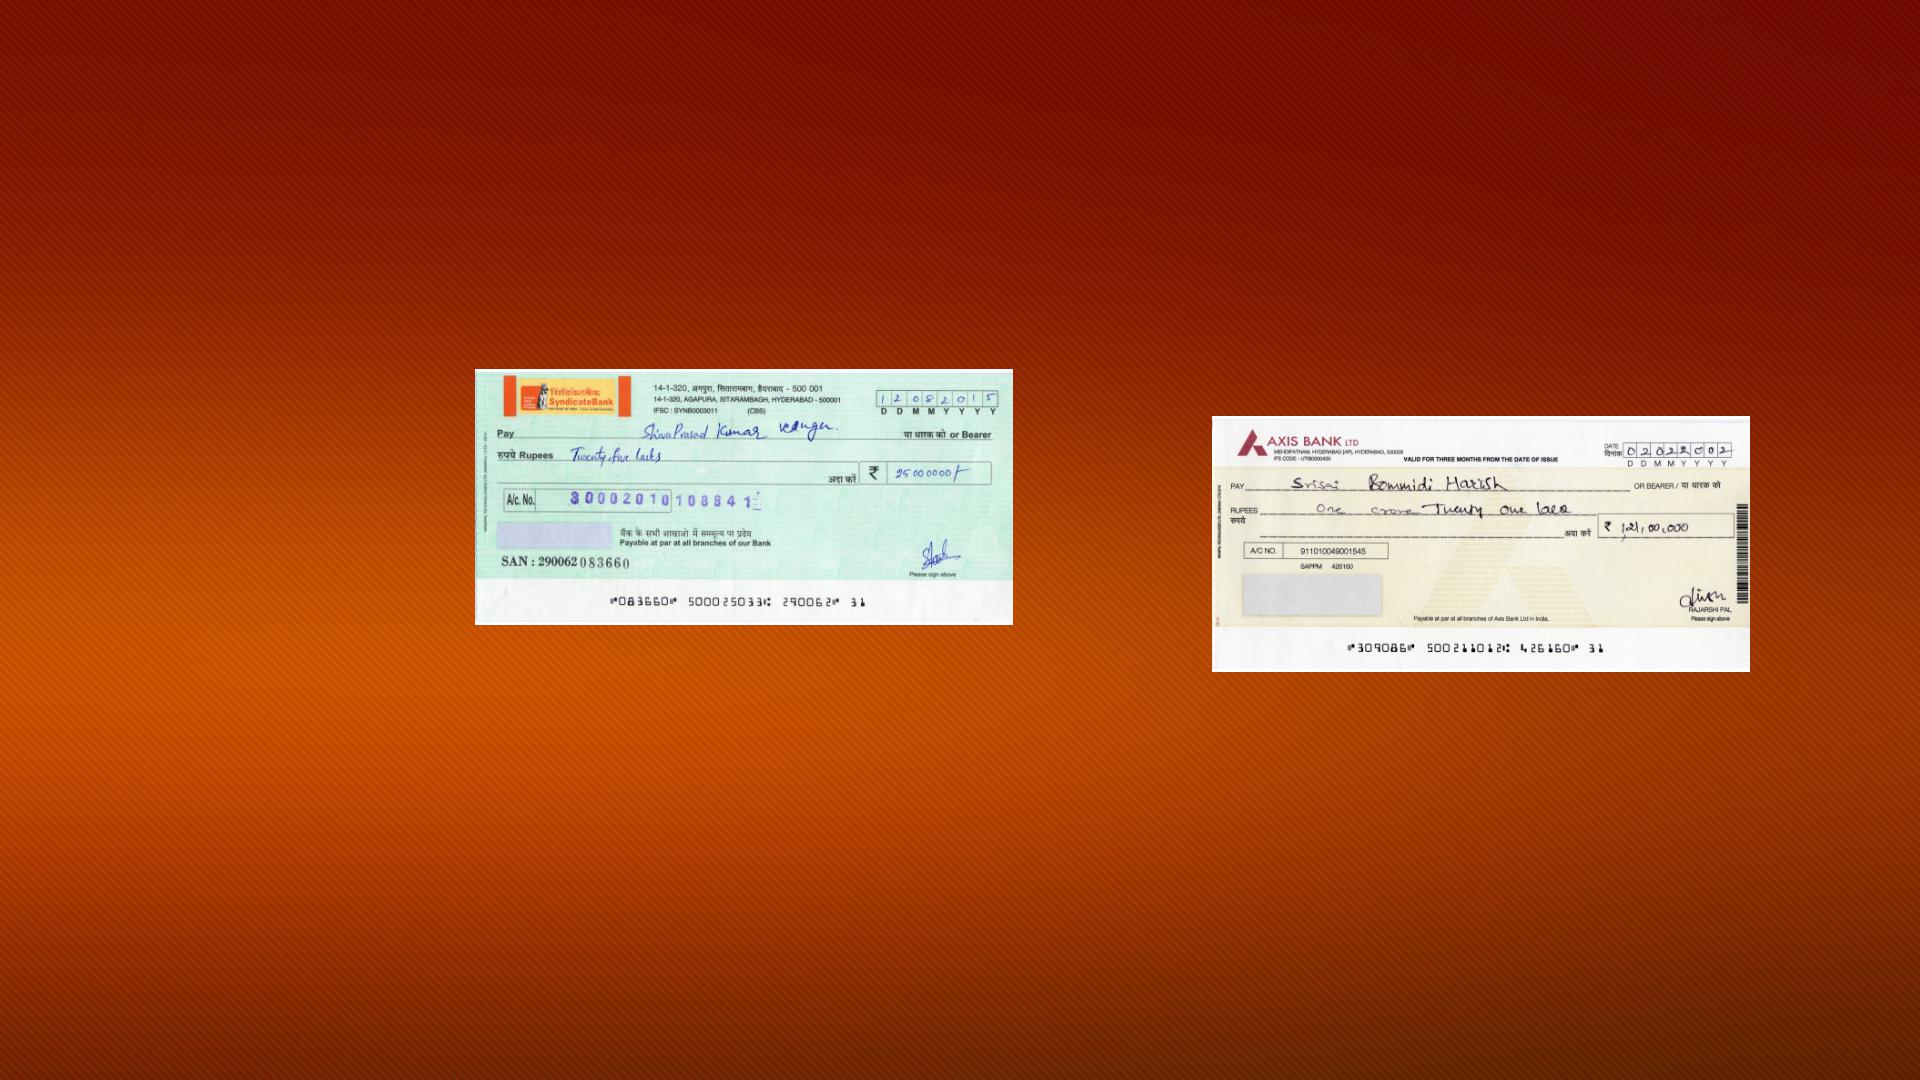 सिंडिकेटबैंक
SyndicateBank
14-1-320, अगपुरा, सितारामबाग, हैदराबाद - 500 001
14-1-320, AGAPURA, SITARAMBAGH, HYDERABAD - 500001
IFSC : SYNB0003011 (CBS)
1 2 0 8 2 0 1 5
D D M M Y Y Y Y
Pay Shiva Prasad Kumar या धारक को or Bearer
रुपये Rupees Twenty five lacks
अदा करें ₹ 25000000/-
A/c. No. 30002010108841
बैंक के सभी शाखाओं में सममूल्य पर प्रदेय
Payable at par at all branches of our Bank
SAN : 290062 083660
Please sign above
⑈083660⑈ 500025033⑆ 290062⑈ 31
AXIS BANK LTD
MEHDIPATNAM, HYDERABAD [AP], HYDERABAD, 500028
IFS CODE - UTIB0000426
VALID FOR THREE MONTHS FROM THE DATE OF ISSUE
DATE
दिनांक 0 2 0 2 2 0 0 2
D D M M Y Y Y Y
PAY Srisai Bommidi Harish OR BEARER / या धारक को
RUPEES One crore Twenty one lacs
रुपये
अदा करें ₹ 1,21,00,000
A/C NO. 911010049001545
SAPPM 426160
RAJARSHI PAL
Payable at par at all branches of Axis Bank Ltd in India.
Please sign above
⑈309086⑈ 500211012⑆ 426160⑈ 31